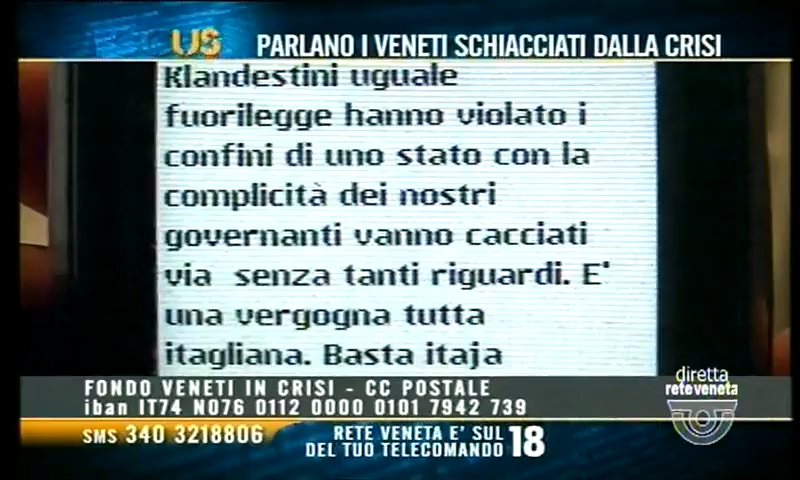 US PARLANO I VENETI SCHIACCIATI DALLA CRISI
Klandestini uguale
fuorilegge hanno violato i
confini di uno stato con la
complicità dei nostri
governanti vanno cacciati
via senza tanti riguardi. E'
una vergogna tutta
itagliana. Basta itaja
diretta
reteveneta
FONDO VENETI IN CRISI - CC POSTALE
iban IT74 N076 0112 0000 0101 7942 739
SMS 340 3218806
RETE VENETA E' SUL
DEL TUO TELECOMANDO 18